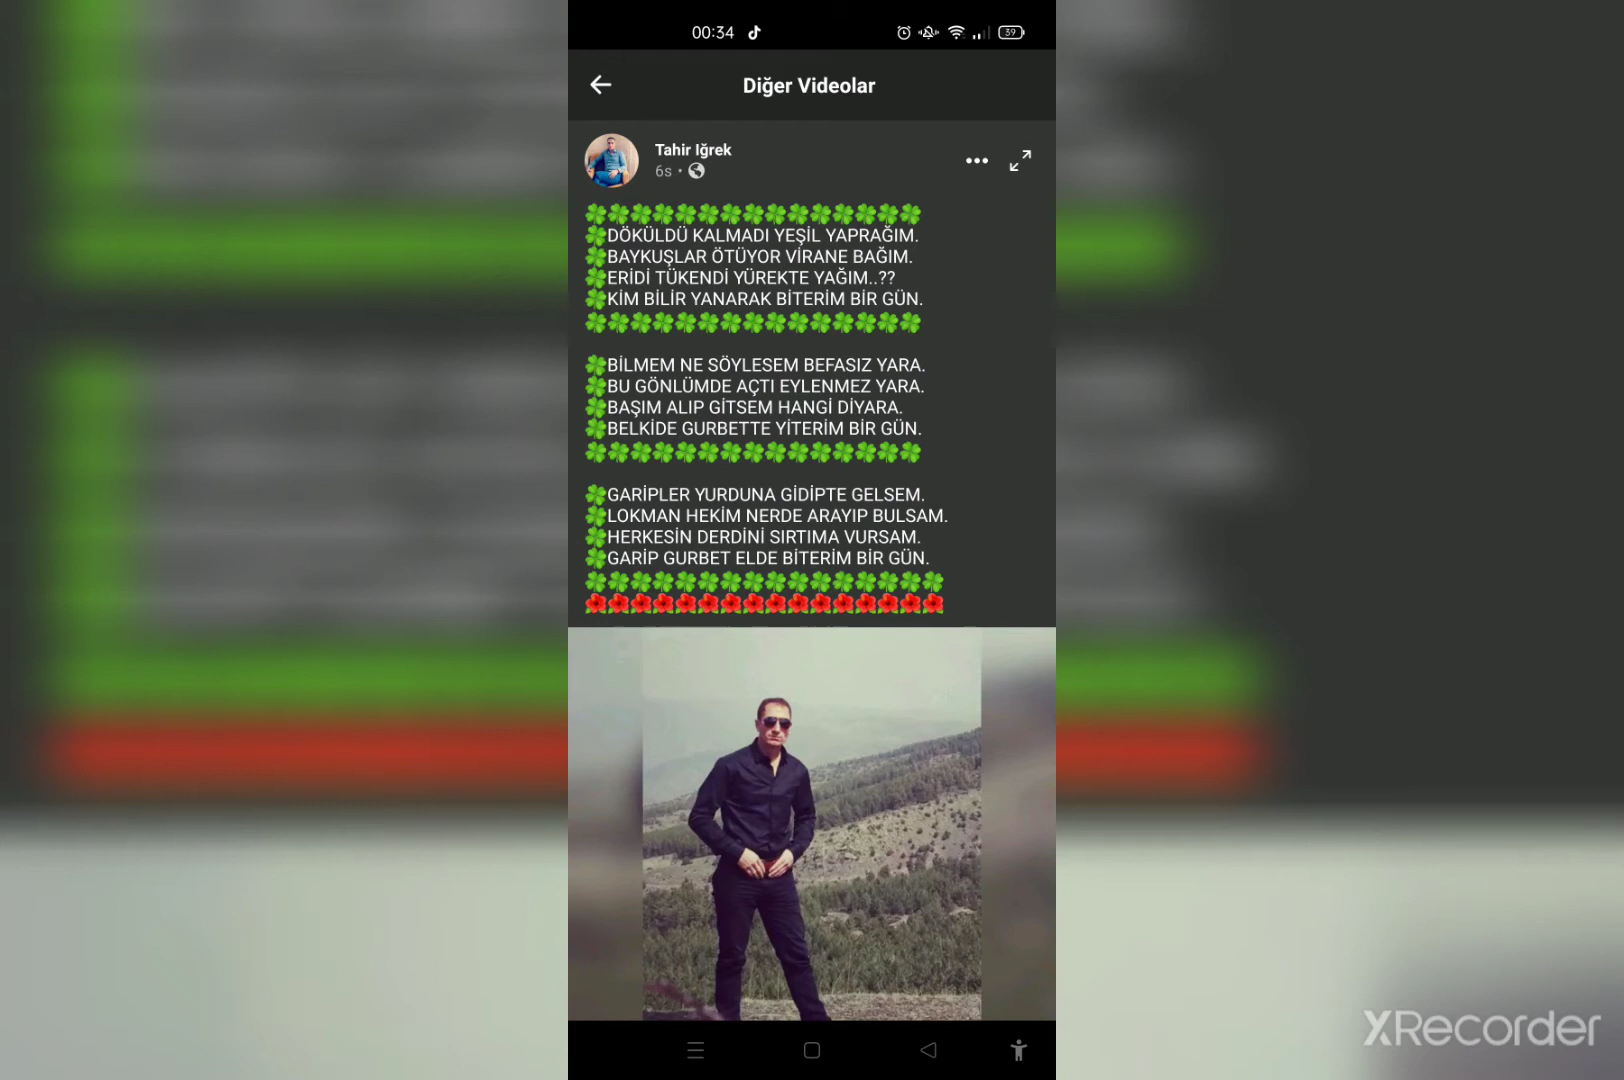 00:34
39
Diğer Videolar
Tahir Iğrek
6s
DÖKÜLDÜ KALMADI YEŞİL YAPRAĞIM.
BAYKUŞLAR ÖTÜYOR VİRANE BAĞIM.
ERİDİ TÜKENDİ YÜREKTE YAĞIM..??
KİM BİLİR YANARAK BİTERİM BİR GÜN.
BİLMEM NE SÖYLESEM BEFASIZ YARA.
BU GÖNLÜMDE AÇTI EYLENMEZ YARA.
BAŞIM ALIP GİTSEM HANGİ DİYARA.
BELKİDE GURBETTE YİTERİM BİR GÜN.
GARİPLER YURDUNA GİDİPTE GELSEM.
LOKMAN HEKİM NERDE ARAYIP BULSAM.
HERKESİN DERDİNİ SIRTIMA VURSAM.
GARİP GURBET ELDE BİTERİM BİR GÜN.
XRecorder